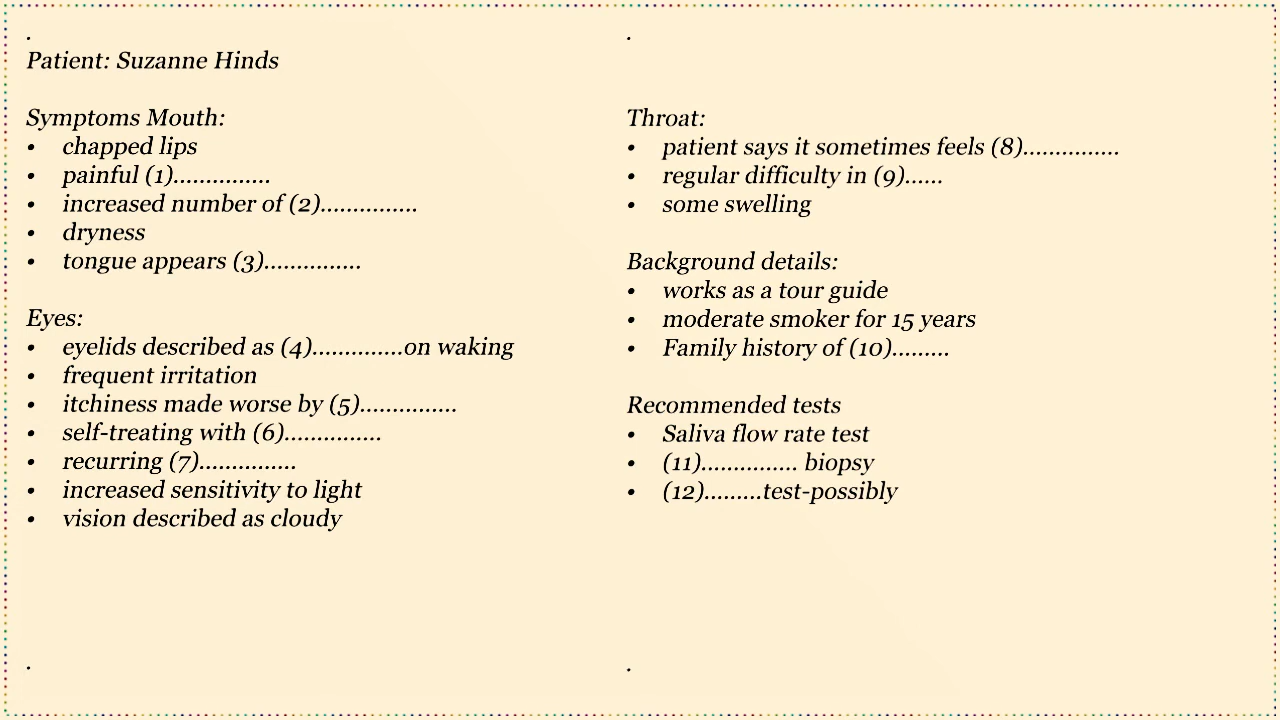 .
Patient: Suzanne Hinds
Symptoms Mouth:
• chapped lips
• painful (1)...............
• increased number of (2)...............
• dryness
• tongue appears (3)...............
Eyes:
• eyelids described as (4)..............on waking
• frequent irritation
• itchiness made worse by (5)...............
• self-treating with (6)...............
• recurring (7)...............
• increased sensitivity to light
• vision described as cloudy
.
.
Throat:
• patient says it sometimes feels (8)...............
• regular difficulty in (9)......
• some swelling
Background details:
• works as a tour guide
• moderate smoker for 15 years
• Family history of (10).........
Recommended tests
• Saliva flow rate test
• (11)............... biopsy
• (12).........test-possibly
.